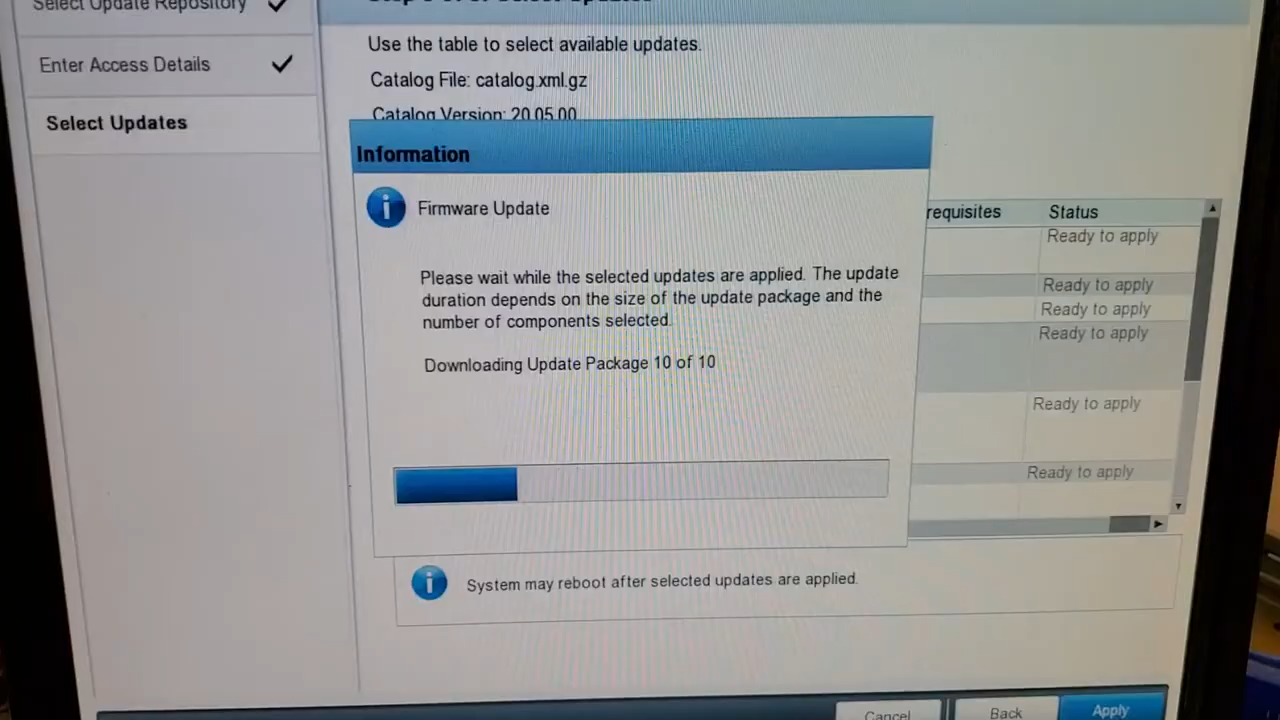 Select Update Repository
Enter Access Details
Select Updates
Use the table to select available updates.
Catalog File: catalog.xml.gz
Catalog Version: 20.05.00
Information
Firmware Update
Please wait while the selected updates are applied. The update
duration depends on the size of the update package and the
number of components selected.
Downloading Update Package 10 of 10
requisites Status
Ready to apply
Ready to apply
Ready to apply
Ready to apply
Ready to apply
Ready to apply
System may reboot after selected updates are applied.
Cancel Back Apply